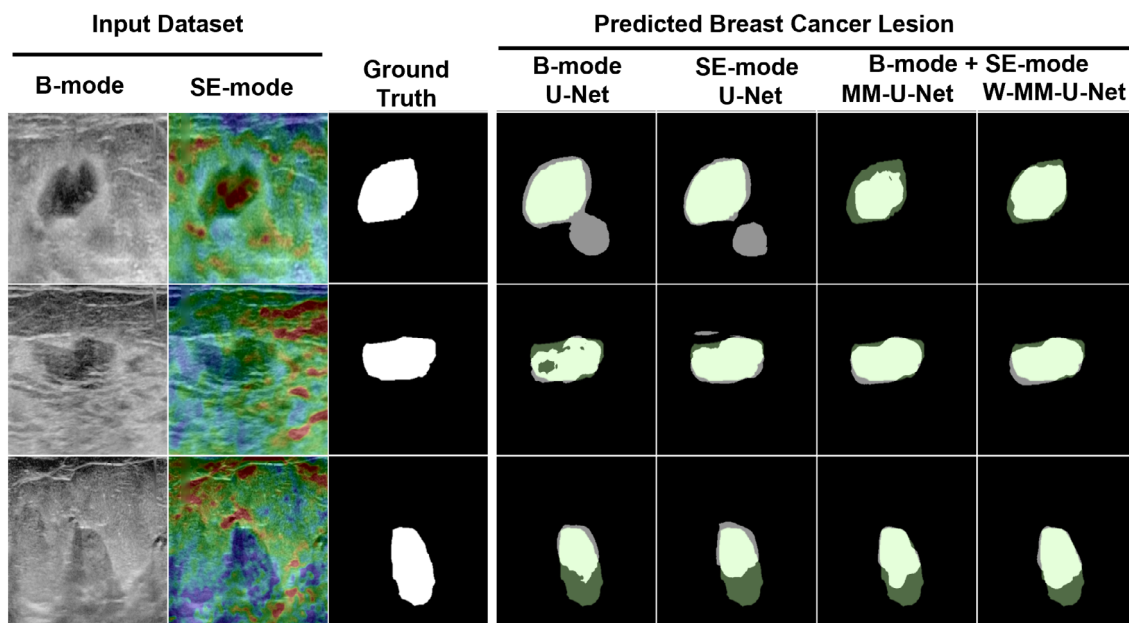 Input Dataset
Predicted Breast Cancer Lesion
B-mode
SE-mode
Ground
Truth
B-mode
U-Net
SE-mode
U-Net
B-mode + SE-mode
MM-U-Net
W-MM-U-Net